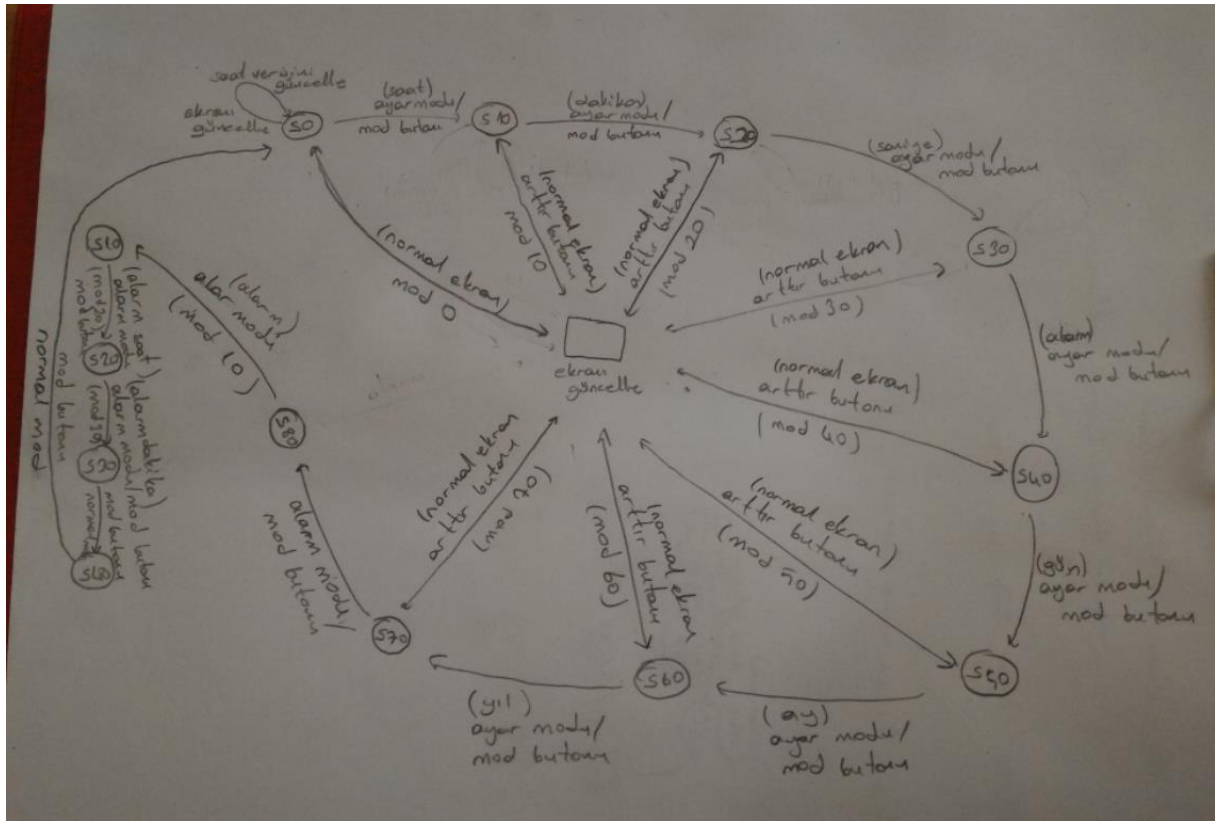 saat verisini
güncelle
ekran
güncelle
S0
(saat)
ayar modu/
mod butonu
S10
(dakika)
ayar modu/
mod butonu
S20
(saniye)
ayar modu/
mod butonu
S30
(alarm)
ayar modu/
mod butonu
S40
(gün)
ayar modu/
mod butonu
S50
(ay)
ayar modu/
mod butonu
S60
(yıl)
ayar modu/
mod butonu
S70
alarm modu/
mod butonu
S80
(alarm)
alarm modu
(mod 10)
S10
(alarm saat)
alarm modu
(mod 20)
mod butonu
S20
(alarm dakika)
alarm modu/mod butonu
(mod 30)
S30
mod butonu
S40
mod butonu
normal mod
(normal ekran)
mod 0
(normal ekran)
arttır butonu
mod 10
(normal ekran)
arttır butonu
(mod 20)
(normal ekran)
arttır butonu
(mod 30)
(normal ekran)
arttır butonu
(mod 40)
(normal ekran)
arttır butonu
(mod 50)
(normal ekran
arttır butonu
(mod 60)
(normal ekran
arttır butonu
(mod 70)
ekran
güncelle